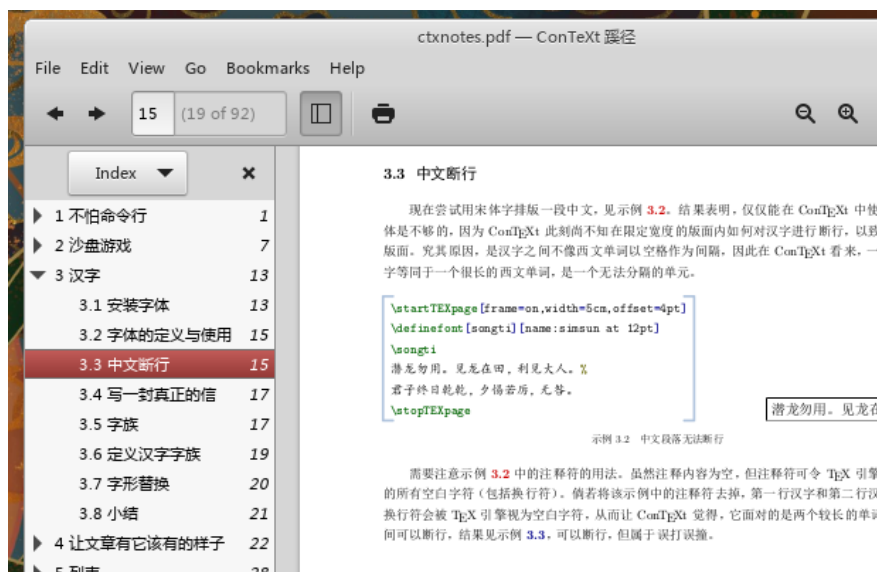 ctxnotes.pdf — ConTeXt 蹊径
File Edit View Go Bookmarks Help
15 (19 of 92)
Index
1 不怕命令行 1
2 沙盘游戏 7
3 汉字 13
3.1 安装字体 13
3.2 字体的定义与使用 15
3.3 中文断行 15
3.4 写一封真正的信 17
3.5 字族 17
3.6 定义汉字字族 19
3.7 字形替换 20
3.8 小结 21
4 让文章有它该有的样子 22
3.3 中文断行
现在尝试用宋体字排版一段中文，见示例 3.2。结果表明，仅仅能在 ConTeXt 中使
体是不够的，因为 ConTeXt 此刻尚不知在限定宽度的版面内如何对汉字进行断行，以致
版面。究其原因，是汉字之间不像西文单词以空格作为间隔，因此在 ConTeXt 看来，一
字等同于一个很长的西文单词，是一个无法分隔的单元。
\startTEXpage[frame=on,width=5cm,offset=4pt]
\definefont[songti][name:simsun at 12pt]
\songti
潜龙勿用。见龙在田，利见大人。%
君子终日乾乾，夕惕若厉，无咎。
\stopTEXpage
潜龙勿用。见龙在
示例 3.2 中文段落无法断行
需要注意示例 3.2 中的注释符的用法。虽然注释内容为空，但注释符可令 TeX 引擎
的所有空白字符（包括换行符）。倘若将该示例中的注释符去掉，第一行汉字和第二行汉
换行符会被 TeX 引擎视为空白字符，从而让 ConTeXt 觉得，它面对的是两个较长的单词
间可以断行，结果见示例 3.3，可以断行，但属于误打误撞。